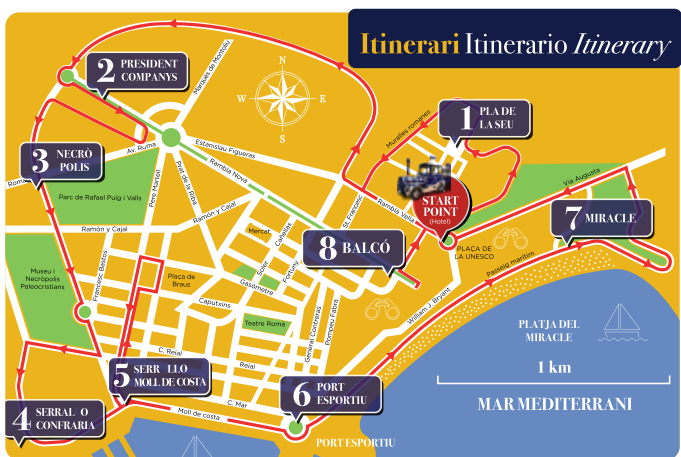 Itinerari Itinerario Itinerary
2 PRESIDENT
COMPANYS
Marquès de Montoliu
N
W E
S
Muralles romanes
1 PLA DE
LA SEU
Estanislau Figueras
Av. Roma
Rambla Nova
3 NECRÒ
POLIS
Roma
Parc de Rafael Puig i Valls
Pere Martell
Prat de la Riba
Ramón y Cajal
Ramón y Cajal
St. Francesc
Rambla Vella
START
POINT
(Hotel)
Via Augusta
7 MIRACLE
PLAÇA DE
LA UNESCO
Passeig marítim
8 BALCÓ
Mercat
Cañellas
Soler
Fortuny
Gasòmetre
Museu i
Necròpolis
Paleocristians
Francesc Bastos
Plaça de
Braus
Caputxins
Teatre Roma
General Contreras
Pompeu Fabra
William J. Bryant
PLATJA DEL
MIRACLE
1 km
MAR MEDITERRANI
C. Reial
Reial
C. Mar
5 SERR LLO
MOLL DE COSTA
Moll de costa
6 PORT
ESPORTIU
4 SERRAL O
CONFRARIA
PORT ESPORTIU